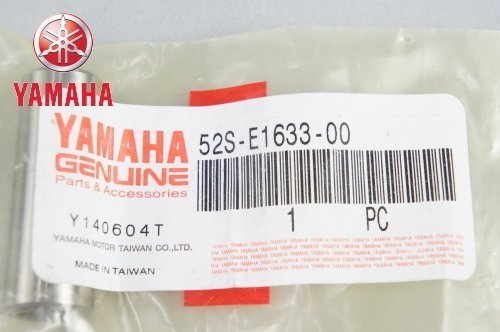 YAMAHA
YAMAHA
GENUINE
Parts & Accessories
52S-E1633-00
Y140604T
1 PC
YAMAHA MOTOR TAIWAN CO.,LTD.
MADE IN TAIWAN